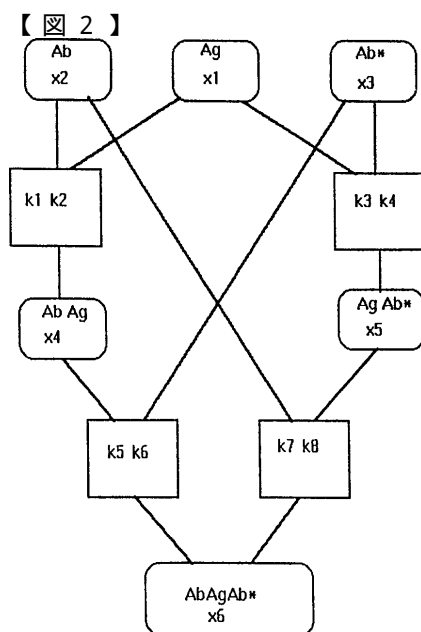 【図2】
Ab
x2
Ag
x1
Ab*
x3
k1 k2
k3 k4
Ab Ag
x4
Ag Ab*
x5
k5 k6
k7 k8
AbAgAb*
x6